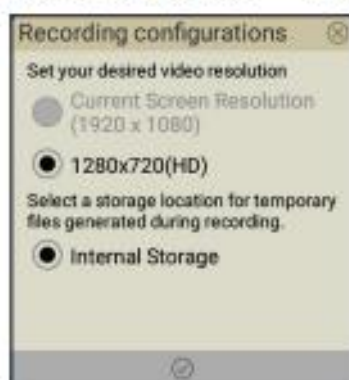 Recording configurations
Set your desired video resolution
Current Screen Resolution
(1920 x 1080)
1280x720(HD)
Select a storage location for temporary
files generated during recording.
Internal Storage